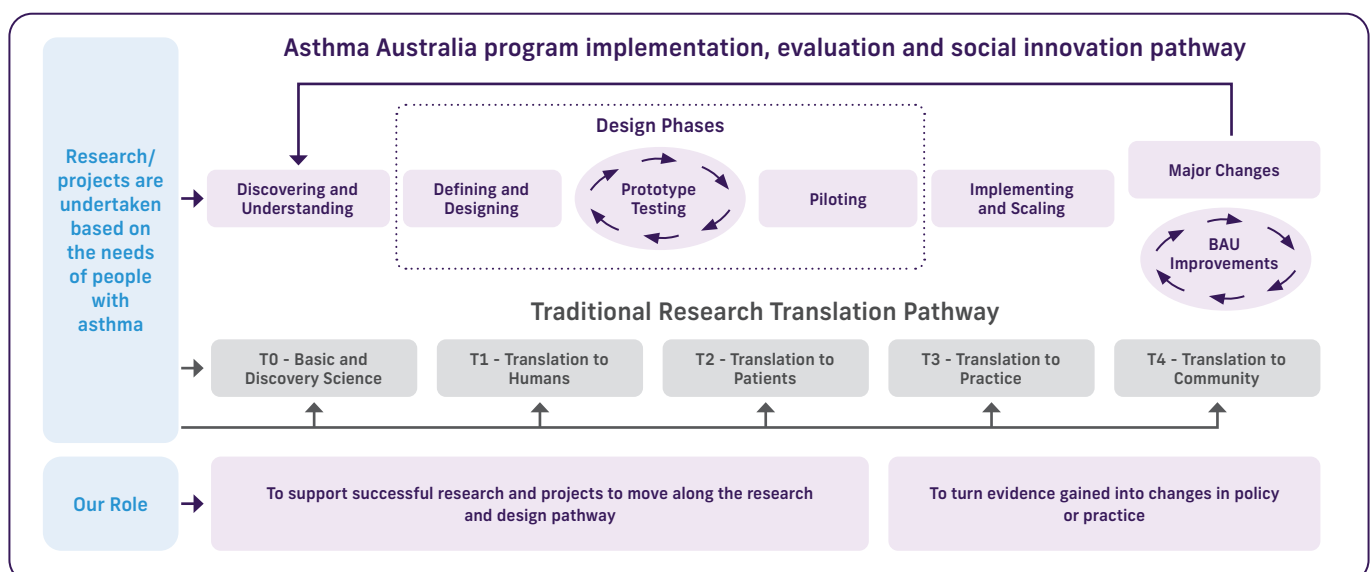 Asthma Australia program implementation, evaluation and social innovation pathway
Research/
projects are
undertaken
based on
the needs
of people
with
asthma
Design Phases
Discovering and
Understanding
Defining and
Designing
Prototype
Testing
Piloting
Implementing
and Scaling
Major Changes
BAU
Improvements
Traditional Research Translation Pathway
T0 - Basic and
Discovery Science
T1 - Translation to
Humans
T2 - Translation to
Patients
T3 - Translation to
Practice
T4 - Translation to
Community
Our Role
To support successful research and projects to move along the research
and design pathway
To turn evidence gained into changes in policy
or practice